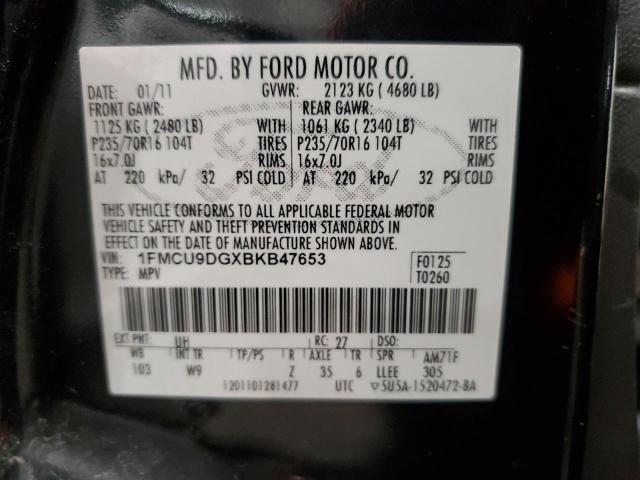 MFD. BY FORD MOTOR CO.
DATE: 01/11 GVWR: 2123 KG ( 4680 LB)
FRONT GAWR: REAR GAWR:
1125 KG ( 2480 LB) WITH 1061 KG ( 2340 LB) WITH
P235/70R16 104T TIRES P235/70R16 104T TIRES
16x7.0J RIMS 16x7.0J RIMS
AT 220 kPa/ 32 PSI COLD AT 220 kPa/ 32 PSI COLD
THIS VEHICLE CONFORMS TO ALL APPLICABLE FEDERAL MOTOR
VEHICLE SAFETY AND THEFT PREVENTION STANDARDS IN
EFFECT ON THE DATE OF MANUFACTURE SHOWN ABOVE.
VIN: 1FMCU9DGXBKB47653 F0125
TYPE: MPV T0260
EXT PNT: UH RC: 27 DSO:
WB INT TR TP/PS R AXLE TR SPR AM71F
103 W9 Z 35 6 LLEE 305
1201101281477 UTC 5U5A-1520472-BA